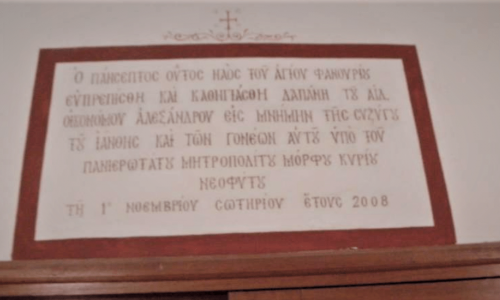 Ο ΠΑΝΣΕΠΤΟΣ ΟΥΤΟΣ ΝΑΟΣ ΤΟΥ ΑΓΙΟΥ ΦΑΝΟΥΡΙΟΥ
ΕΥΠΡΕΠΙΣΘΗ ΚΑΙ ΚΑΘΗΓΙΑΣΘΗ ΔΑΠΑΝΗ ΤΟΥ ΑΙΔ.
ΟΙΚΟΝΟΜΟΥ ΑΛΕΞΑΝΔΡΟΥ ΕΙΣ ΜΝΗΜΗΝ ΤΗΣ ΣΥΖΥΓΟΥ
ΤΟΥ ΙΑΝΘΗΣ ΚΑΙ ΤΩΝ ΓΟΝΕΩΝ ΑΥΤΟΥ ΥΠΟ ΤΟΥ
ΠΑΝΙΕΡΩΤΑΤΟΥ ΜΗΤΡΟΠΟΛΙΤΟΥ ΜΟΡΦΟΥ ΚΥΡΙΟΥ
ΝΕΟΦΥΤΟΥ
ΤΗ 1ῃ ΝΟΕΜΒΡΙΟΥ ΣΩΤΗΡΙΟΥ ΕΤΟΥΣ 2008